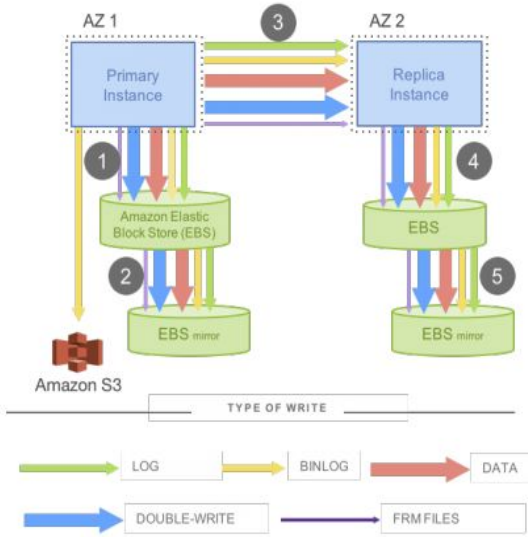 AZ 1
3
AZ 2
Primary
Instance
Replica
Instance
1
4
Amazon Elastic
Block Store (EBS)
EBS
2
5
EBS mirror
EBS mirror
Amazon S3
TYPE OF WRITE
LOG
BINLOG
DATA
DOUBLE-WRITE
FRM FILES